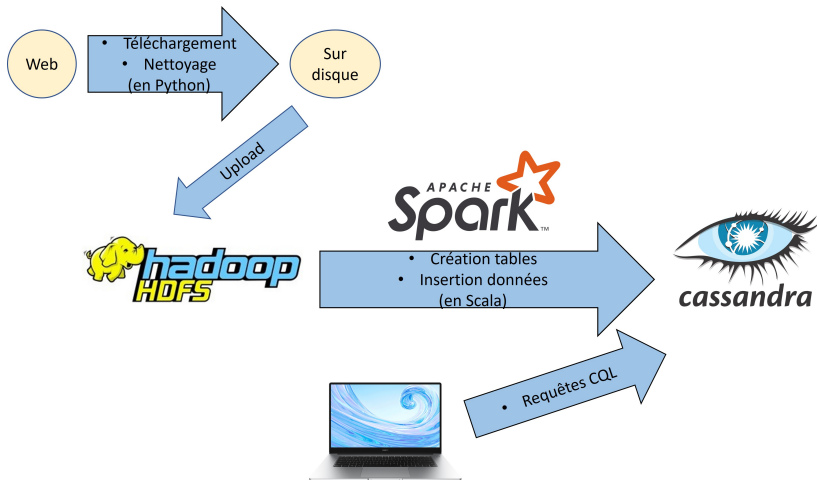 Web
• Téléchargement
• Nettoyage
(en Python)
Sur
disque
Upload
APACHE
Spark™
hadoop
HDFS
• Création tables
• Insertion données
(en Scala)
cassandra
• Requêtes CQL